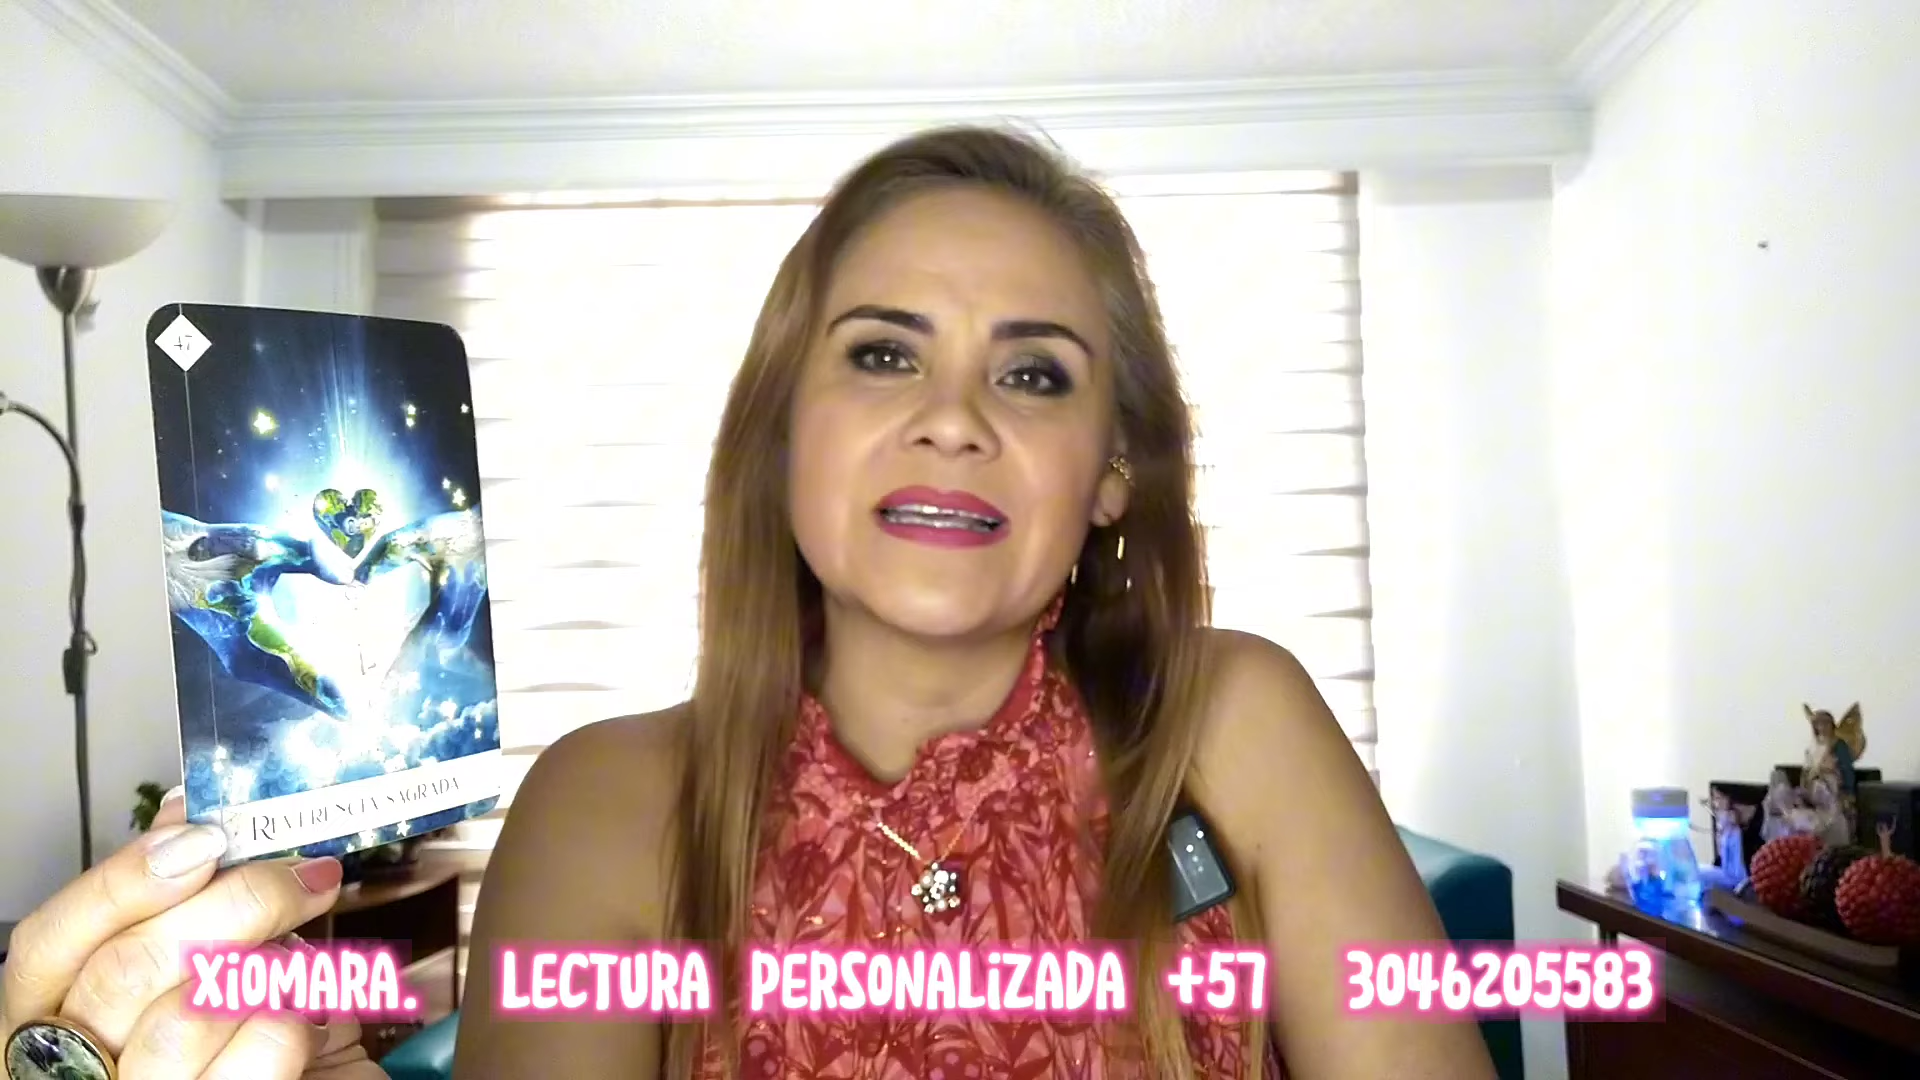 47
REVERENCIA SAGRADA
XiOMARA. LECTURA PERSONALiZADA +57 3046205583